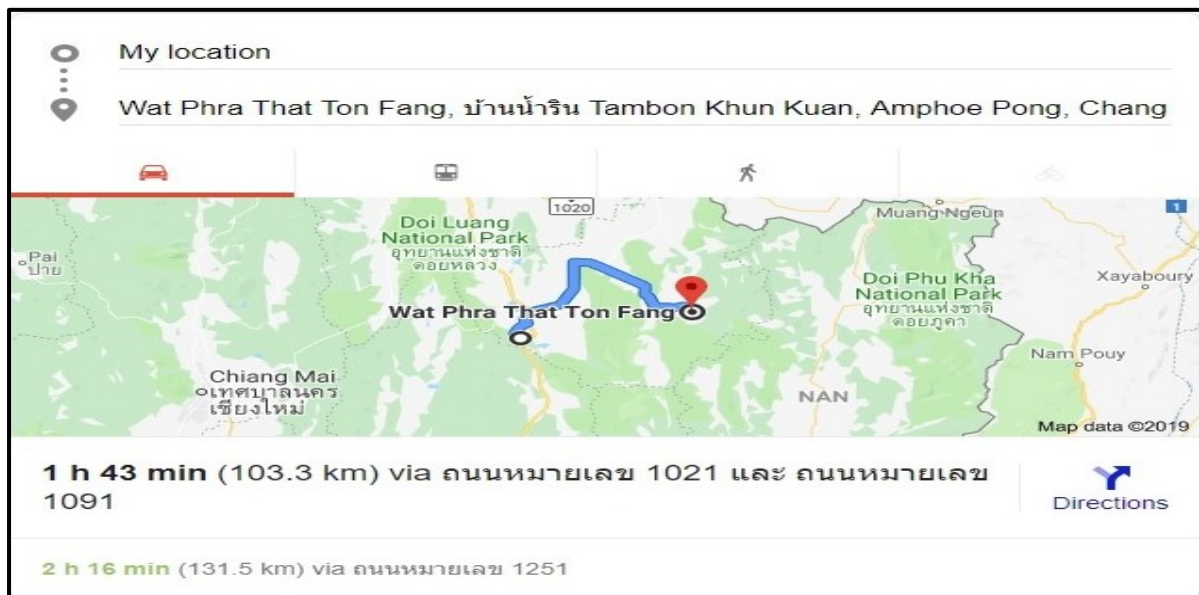 My location
Wat Phra That Ton Fang, บ้านน้ำริน Tambon Khun Kuan, Amphoe Pong, Chang
1020
Doi Luang
National Park
อุทยานแห่งชาติ
ดอยหลวง
Muang Ngeun
1
Pai
ปาย
Doi Phu Kha
National Park
อุทยานแห่งชาติ
ดอยภูคา
Xayaboury
Wat Phra That Ton Fang
Nam Pouy
Chiang Mai
เทศบาลนคร
เชียงใหม่
NAN
Map data ©2019
1 h 43 min (103.3 km) via ถนนหมายเลข 1021 และ ถนนหมายเลข
1091
Directions
2 h 16 min (131.5 km) via ถนนหมายเลข 1251